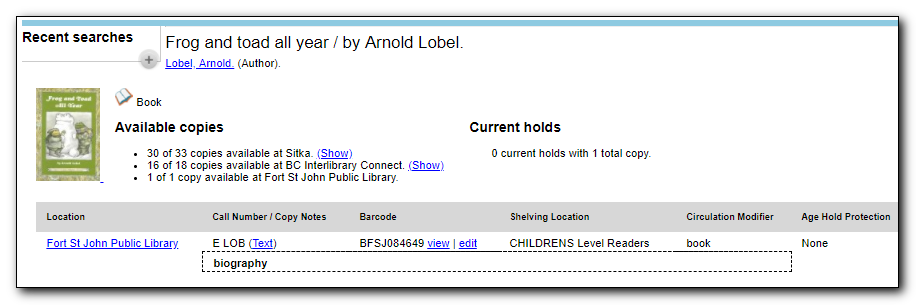 Recent searches
+
Frog and toad all year / by Arnold Lobel.
Lobel, Arnold. (Author).
Frog and Toad
All Year
Book
Available copies
30 of 33 copies available at Sitka. (Show)
16 of 18 copies available at BC Interlibrary Connect. (Show)
1 of 1 copy available at Fort St John Public Library.
Current holds
0 current holds with 1 total copy.
Location Call Number / Copy Notes Barcode Shelving Location Circulation Modifier Age Hold Protection
Fort St John Public Library E LOB (Text) BFSJ084649 view | edit CHILDRENS Level Readers book None
biography